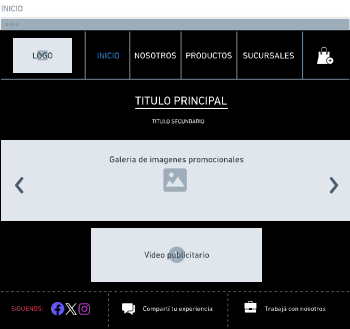 INICIO
LOGO
INICIO
NOSOTROS
PRODUCTOS
SUCURSALES
TITULO PRINCIPAL
TITULO SECUNDARIO
Galeria de imagenes promocionales
Video publicitario
SIGUENOS:
Compartí tu experiencia
Trabajá con nosotros